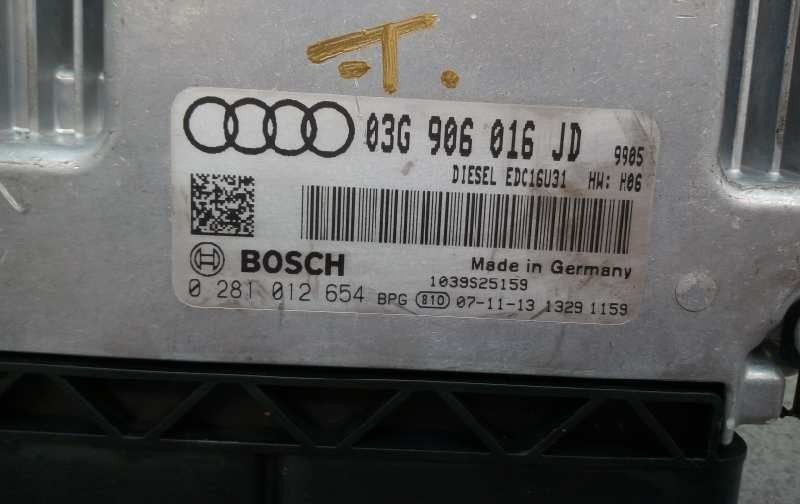 T.
03G 906 016 JD 9905
DIESEL EDC16U31 HW: H06
BOSCH Made in Germany
1039S25159
0 281 012 654 BPG 810 07-11-13 1329 1159